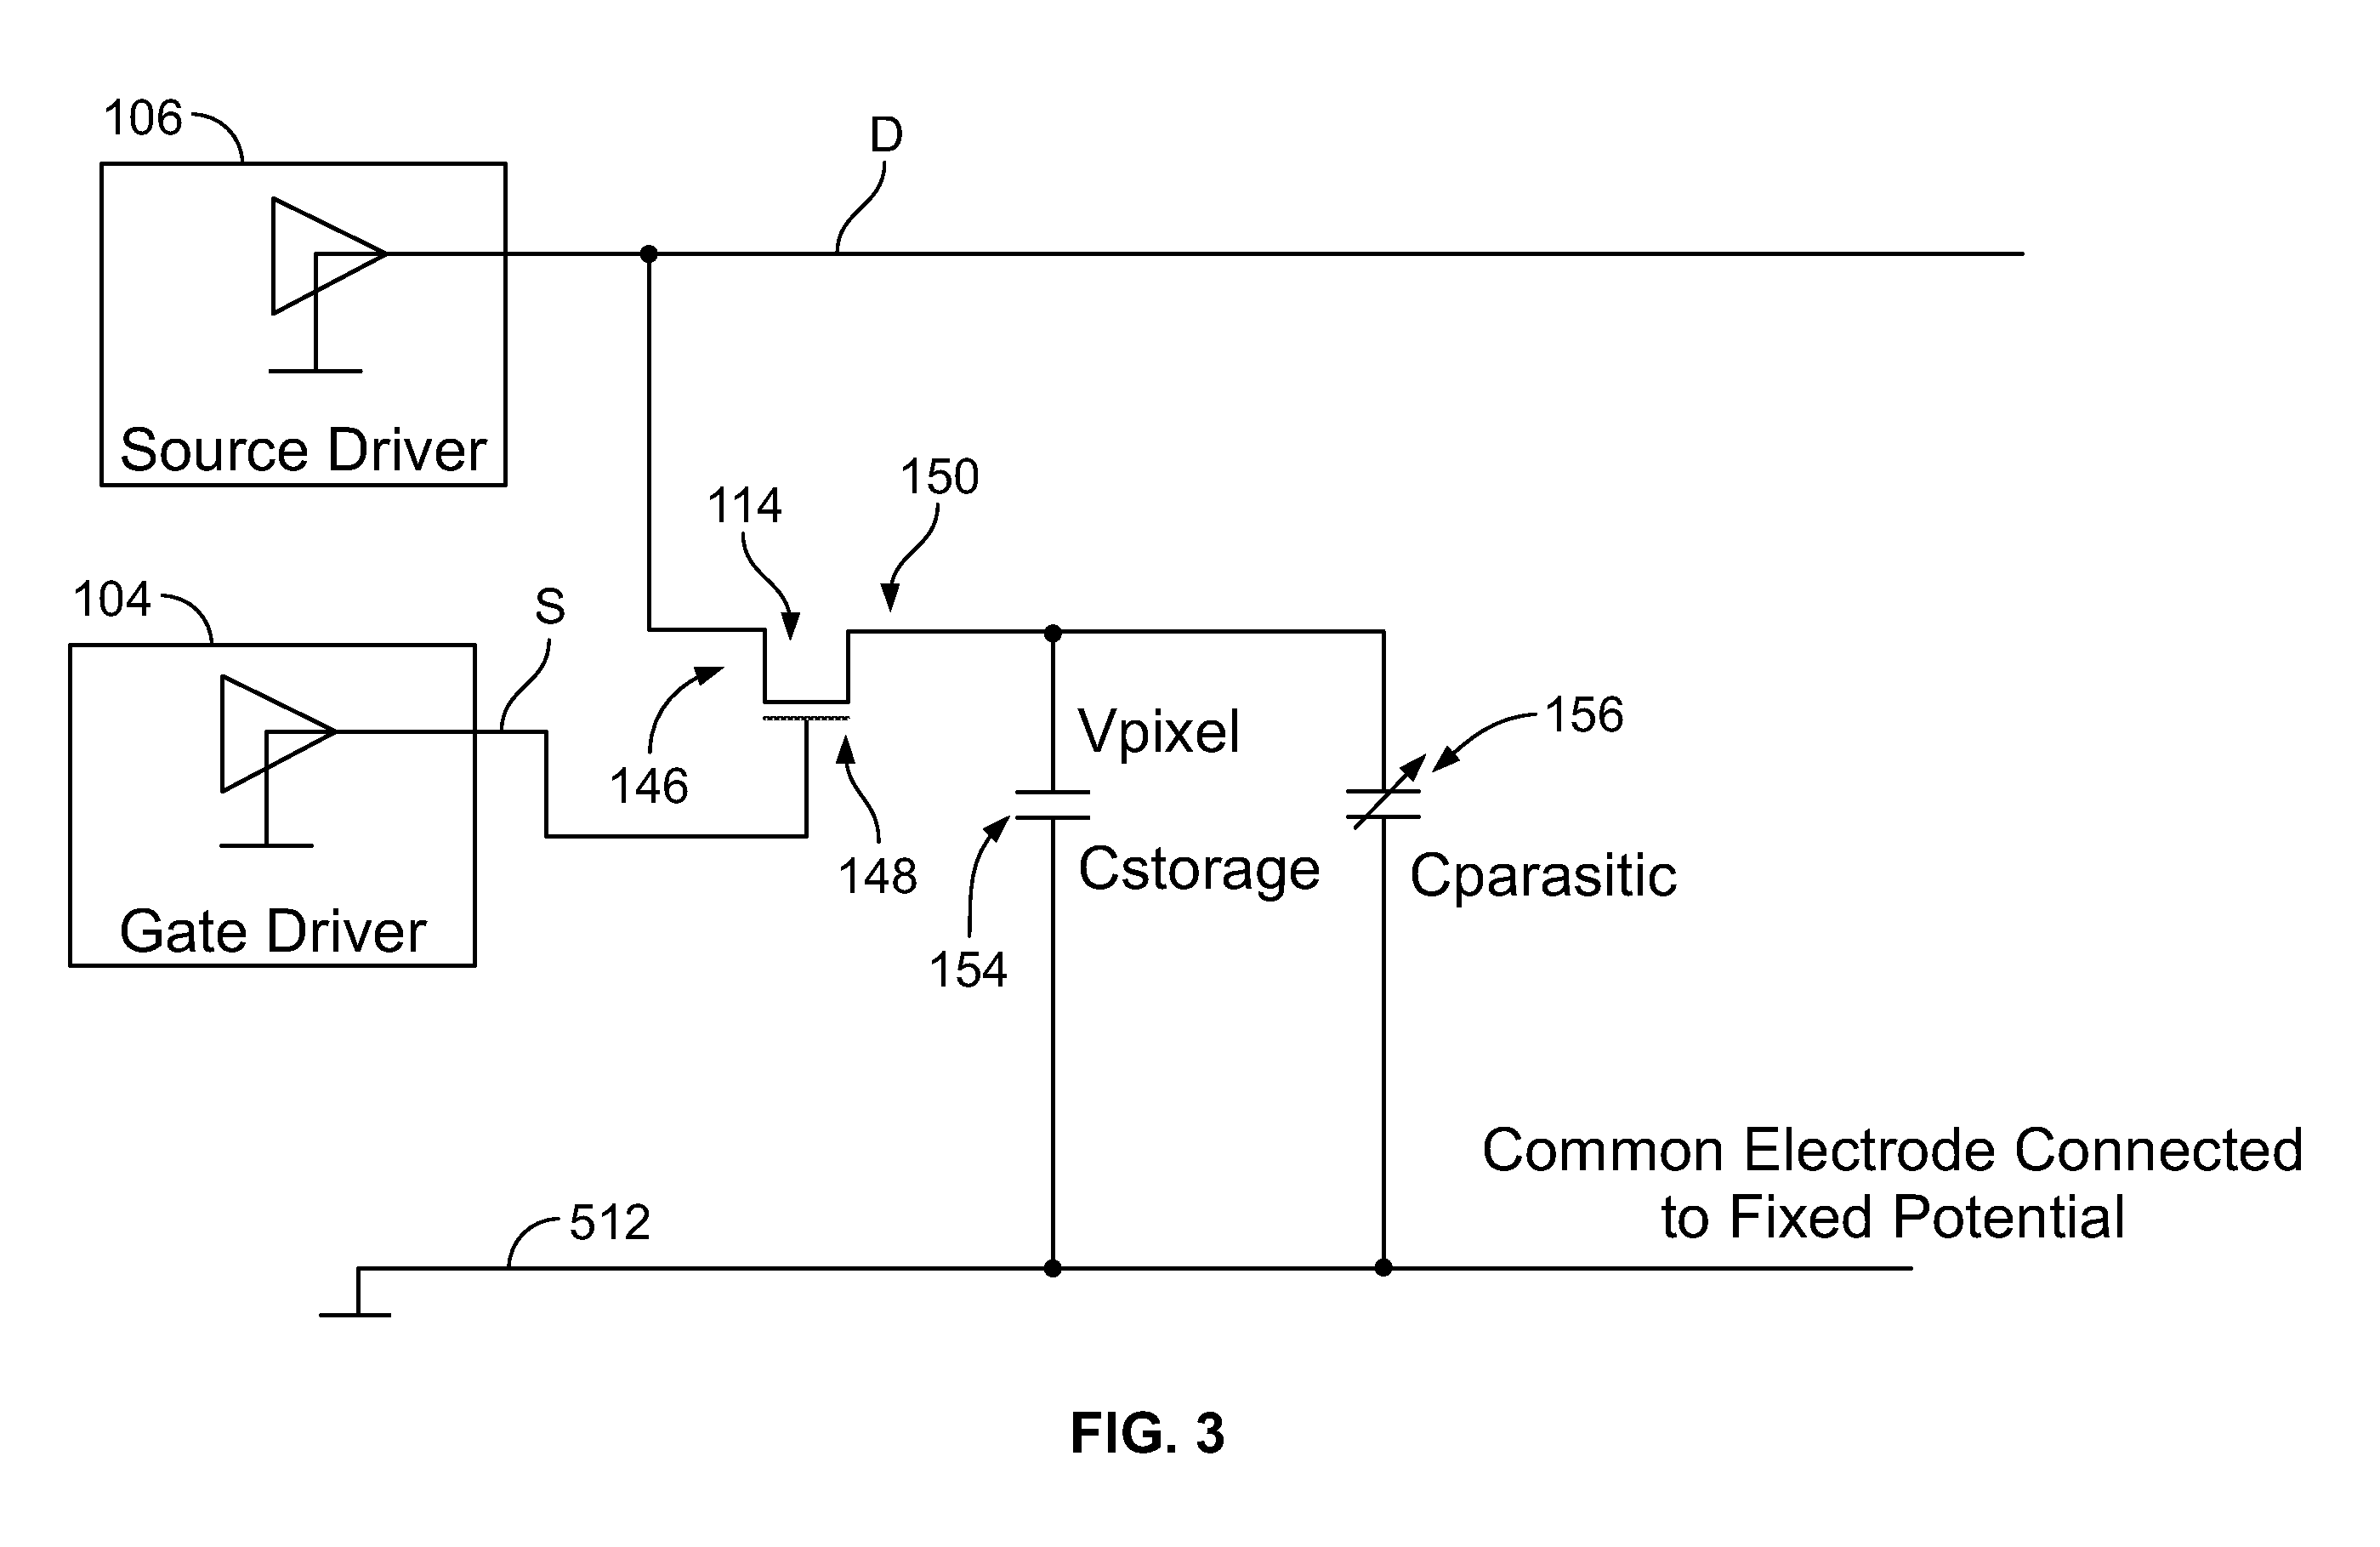 106
D
Source Driver
150
114
104
S
146
Vpixel
156
148
Cstorage
Cparasitic
Gate Driver
154
Common Electrode Connected
to Fixed Potential
512
FIG. 3